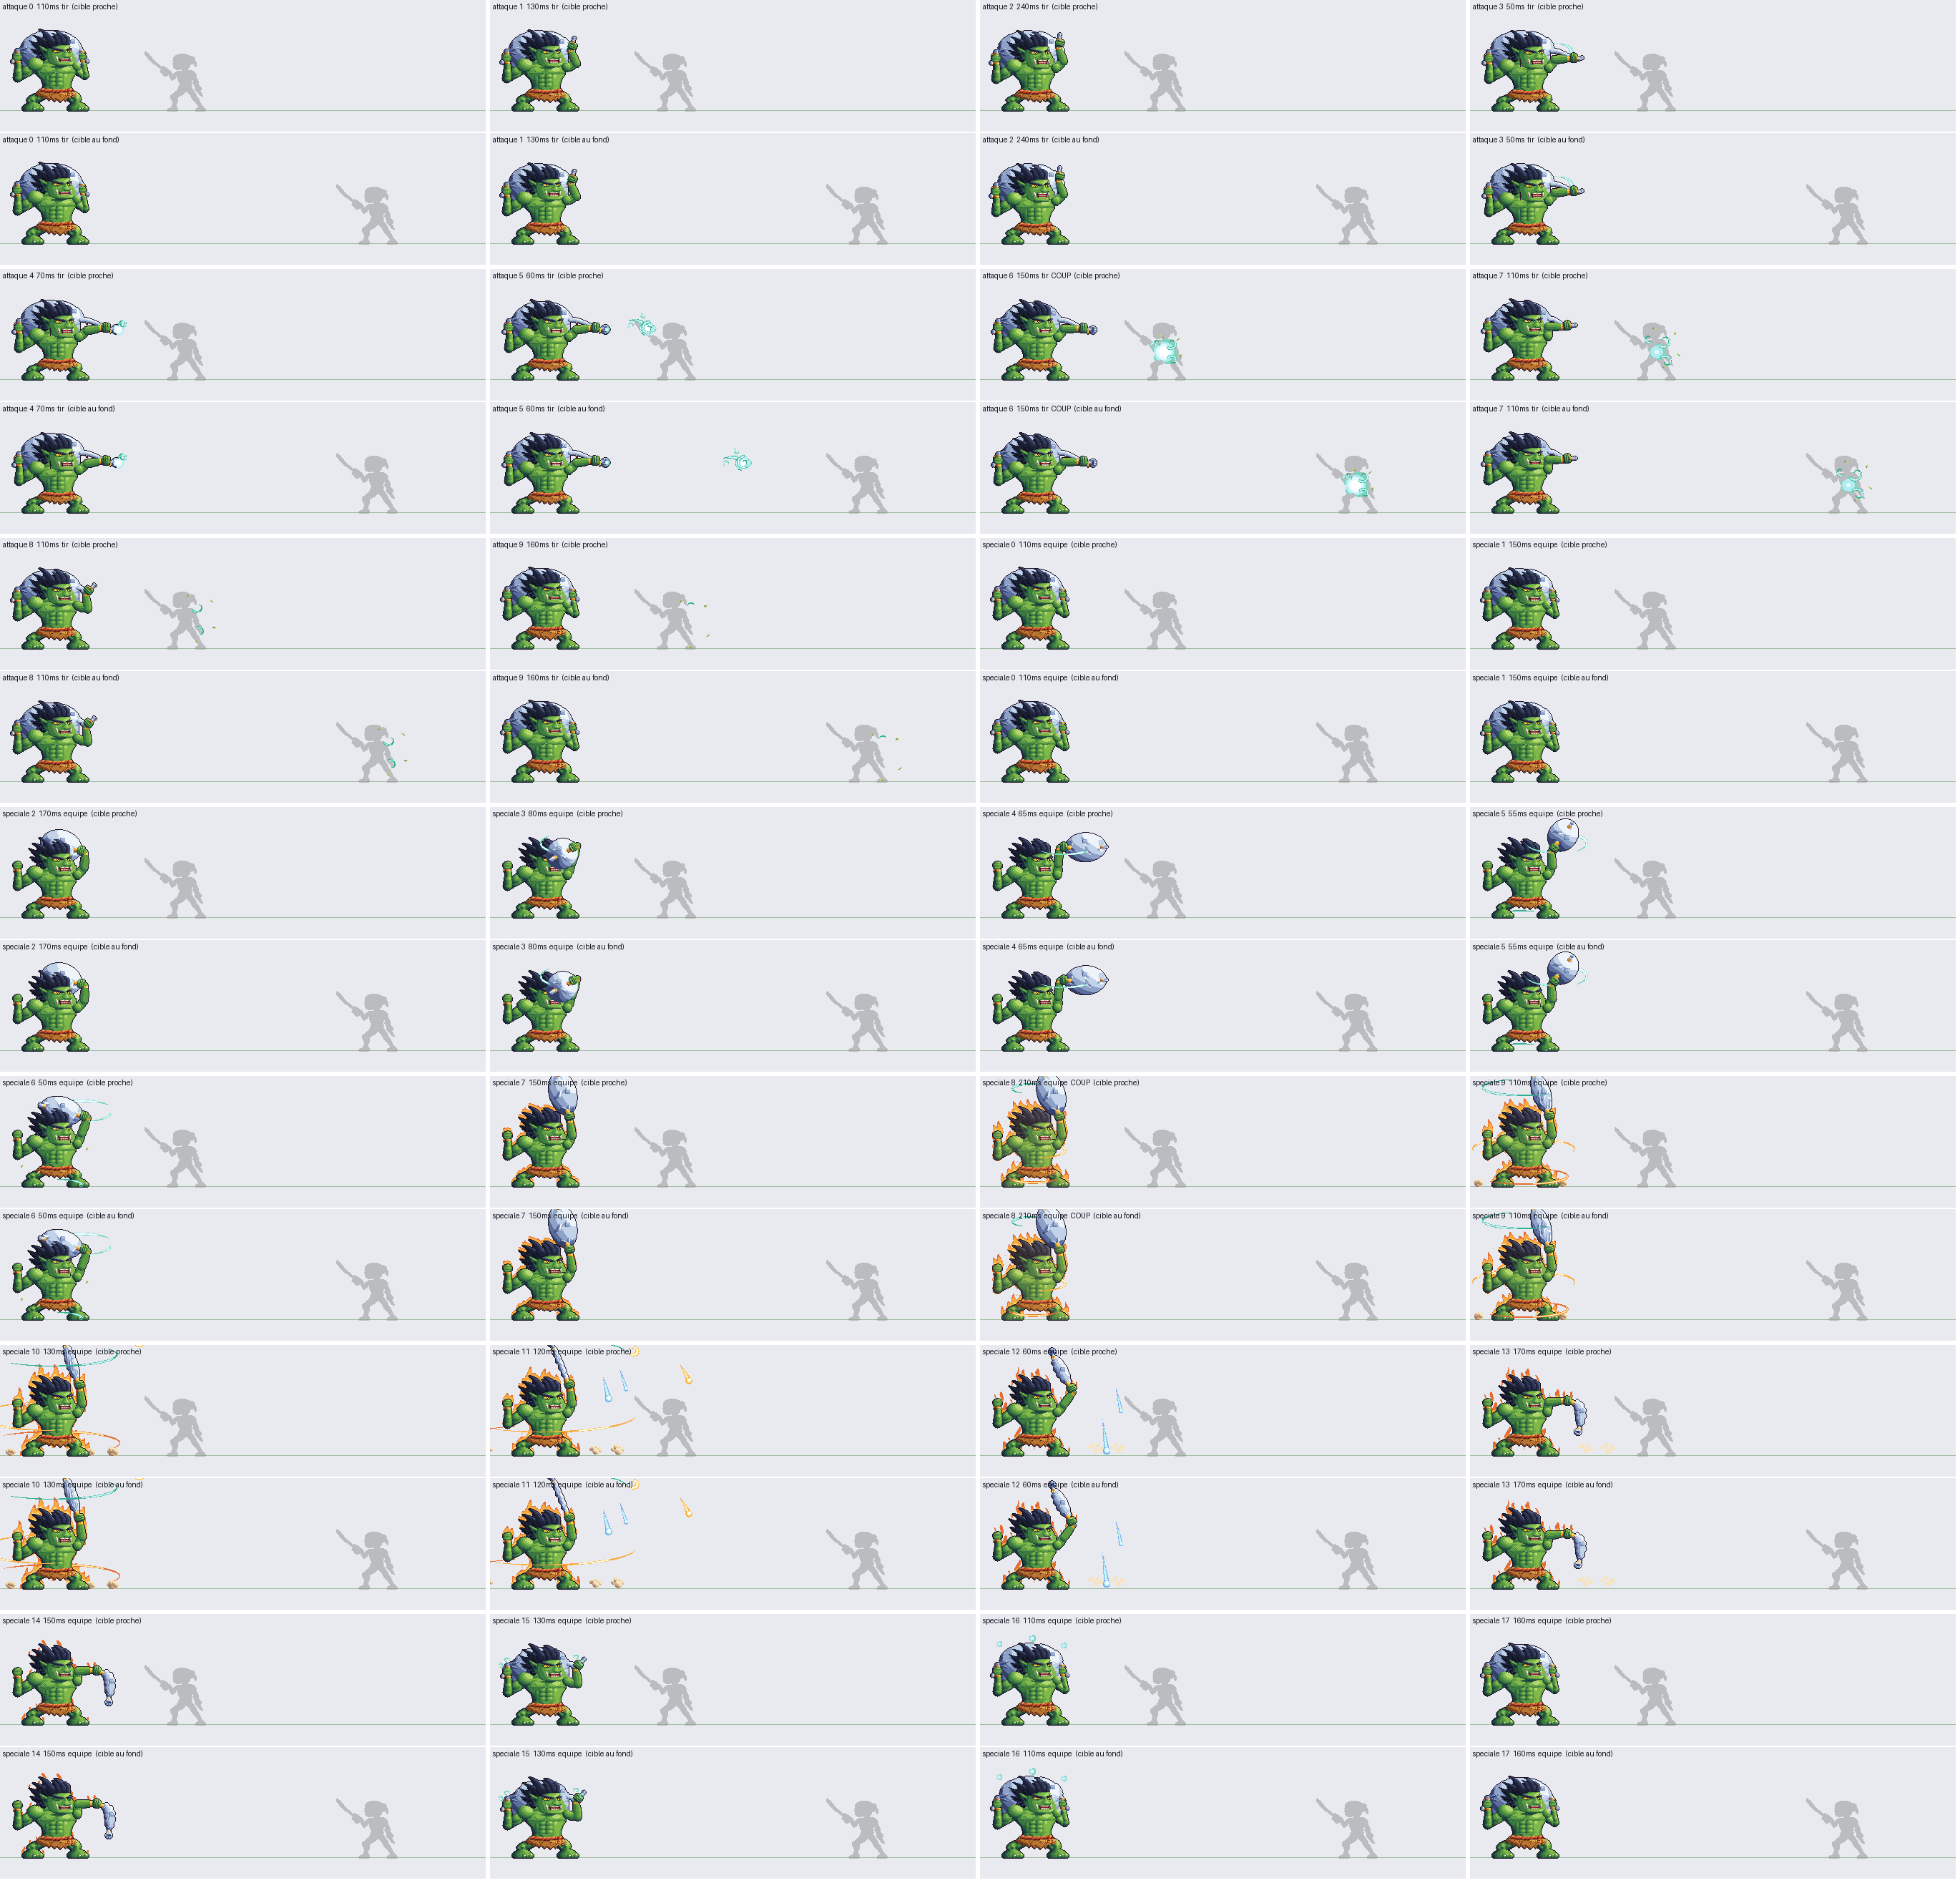 attaque 0 110ms tir (cible proche)
attaque 1 130ms tir (cible proche)
attaque 2 240ms tir (cible proche)
attaque 3 50ms tir (cible proche)
attaque 0 110ms tir (cible au fond)
attaque 1 130ms tir (cible au fond)
attaque 2 240ms tir (cible au fond)
attaque 3 50ms tir (cible au fond)
attaque 4 70ms tir (cible proche)
attaque 5 60ms tir (cible proche)
attaque 6 150ms tir COUP (cible proche)
attaque 7 110ms tir (cible proche)
attaque 4 70ms tir (cible au fond)
attaque 5 60ms tir (cible au fond)
attaque 6 150ms tir COUP (cible au fond)
attaque 7 110ms tir (cible au fond)
attaque 8 110ms tir (cible proche)
attaque 9 160ms tir (cible proche)
speciale 0 110ms equipe (cible proche)
speciale 1 150ms equipe (cible proche)
attaque 8 110ms tir (cible au fond)
attaque 9 160ms tir (cible au fond)
speciale 0 110ms equipe (cible au fond)
speciale 1 150ms equipe (cible au fond)
speciale 2 170ms equipe (cible proche)
speciale 3 80ms equipe (cible proche)
speciale 4 65ms equipe (cible proche)
speciale 5 55ms equipe (cible proche)
speciale 2 170ms equipe (cible au fond)
speciale 3 80ms equipe (cible au fond)
speciale 4 65ms equipe (cible au fond)
speciale 5 55ms equipe (cible au fond)
speciale 6 50ms equipe (cible proche)
speciale 7 150ms equipe (cible proche)
speciale 8 210ms equipe COUP (cible proche)
speciale 9 110ms equipe (cible proche)
speciale 6 50ms equipe (cible au fond)
speciale 7 150ms equipe (cible au fond)
speciale 8 210ms equipe COUP (cible au fond)
speciale 9 110ms equipe (cible au fond)
speciale 10 130ms equipe (cible proche)
speciale 11 120ms equipe (cible proche)
speciale 12 60ms equipe (cible proche)
speciale 13 170ms equipe (cible proche)
speciale 10 130ms equipe (cible au fond)
speciale 11 120ms equipe (cible au fond)
speciale 12 60ms equipe (cible au fond)
speciale 13 170ms equipe (cible au fond)
speciale 14 150ms equipe (cible proche)
speciale 15 130ms equipe (cible proche)
speciale 16 110ms equipe (cible proche)
speciale 17 160ms equipe (cible proche)
speciale 14 150ms equipe (cible au fond)
speciale 15 130ms equipe (cible au fond)
speciale 16 110ms equipe (cible au fond)
speciale 17 160ms equipe (cible au fond)